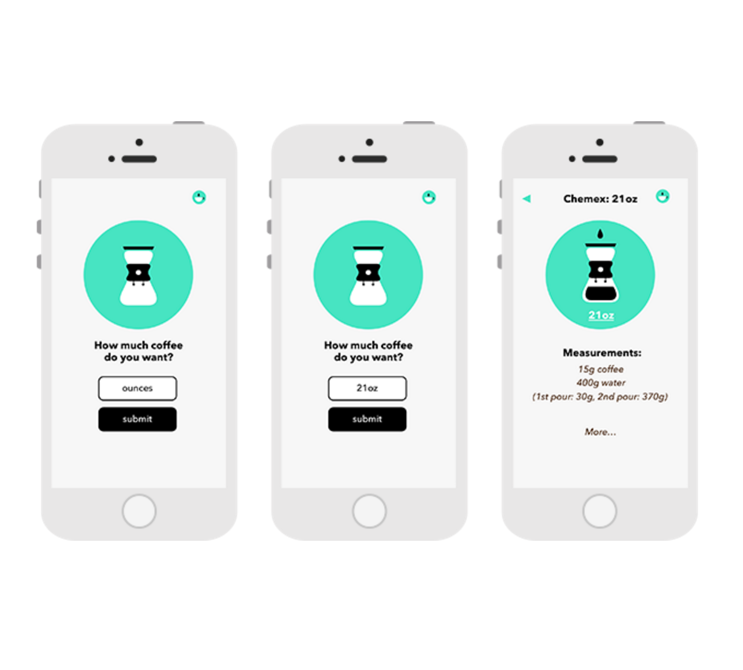 How much coffee
do you want?
ounces
submit
How much coffee
do you want?
21oz
submit
Chemex: 21oz
21oz
Measurements:
15g coffee
400g water
(1st pour: 30g, 2nd pour: 370g)
More...